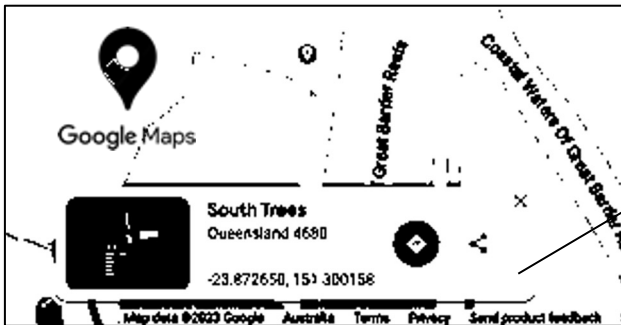 Google Maps
Great Barrier Reefs
Coastal Waters Of Great Barrier
South Trees
Queensland 4680
-23.872650, 151.300158
Map data ©2023 Google Australia Terms Privacy Send product feedback